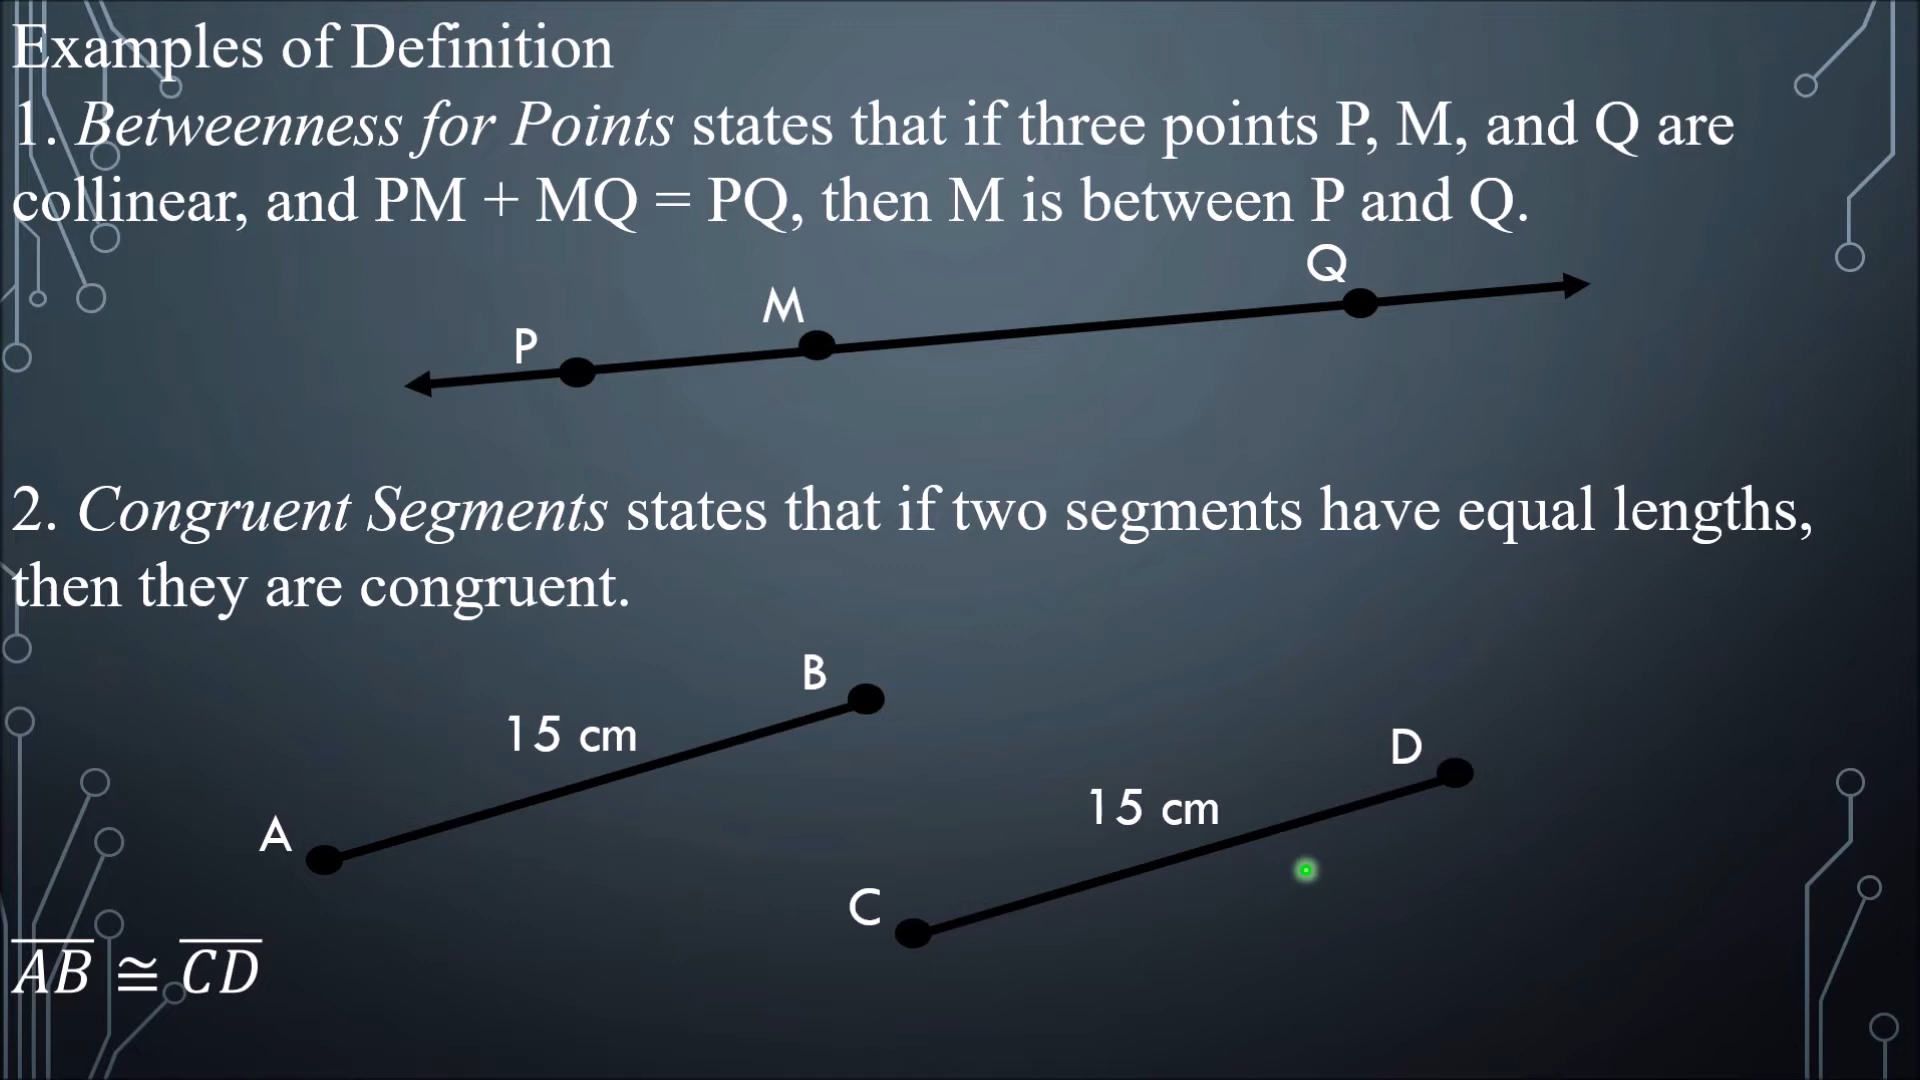 Examples of Definition
1. Betweenness for Points states that if three points P, M, and Q are
collinear, and PM + MQ = PQ, then M is between P and Q.
Q
M
P
2. Congruent Segments states that if two segments have equal lengths,
then they are congruent.
B
15 cm
D
15 cm
A
C
A̅B̅ ≅ C̅D̅